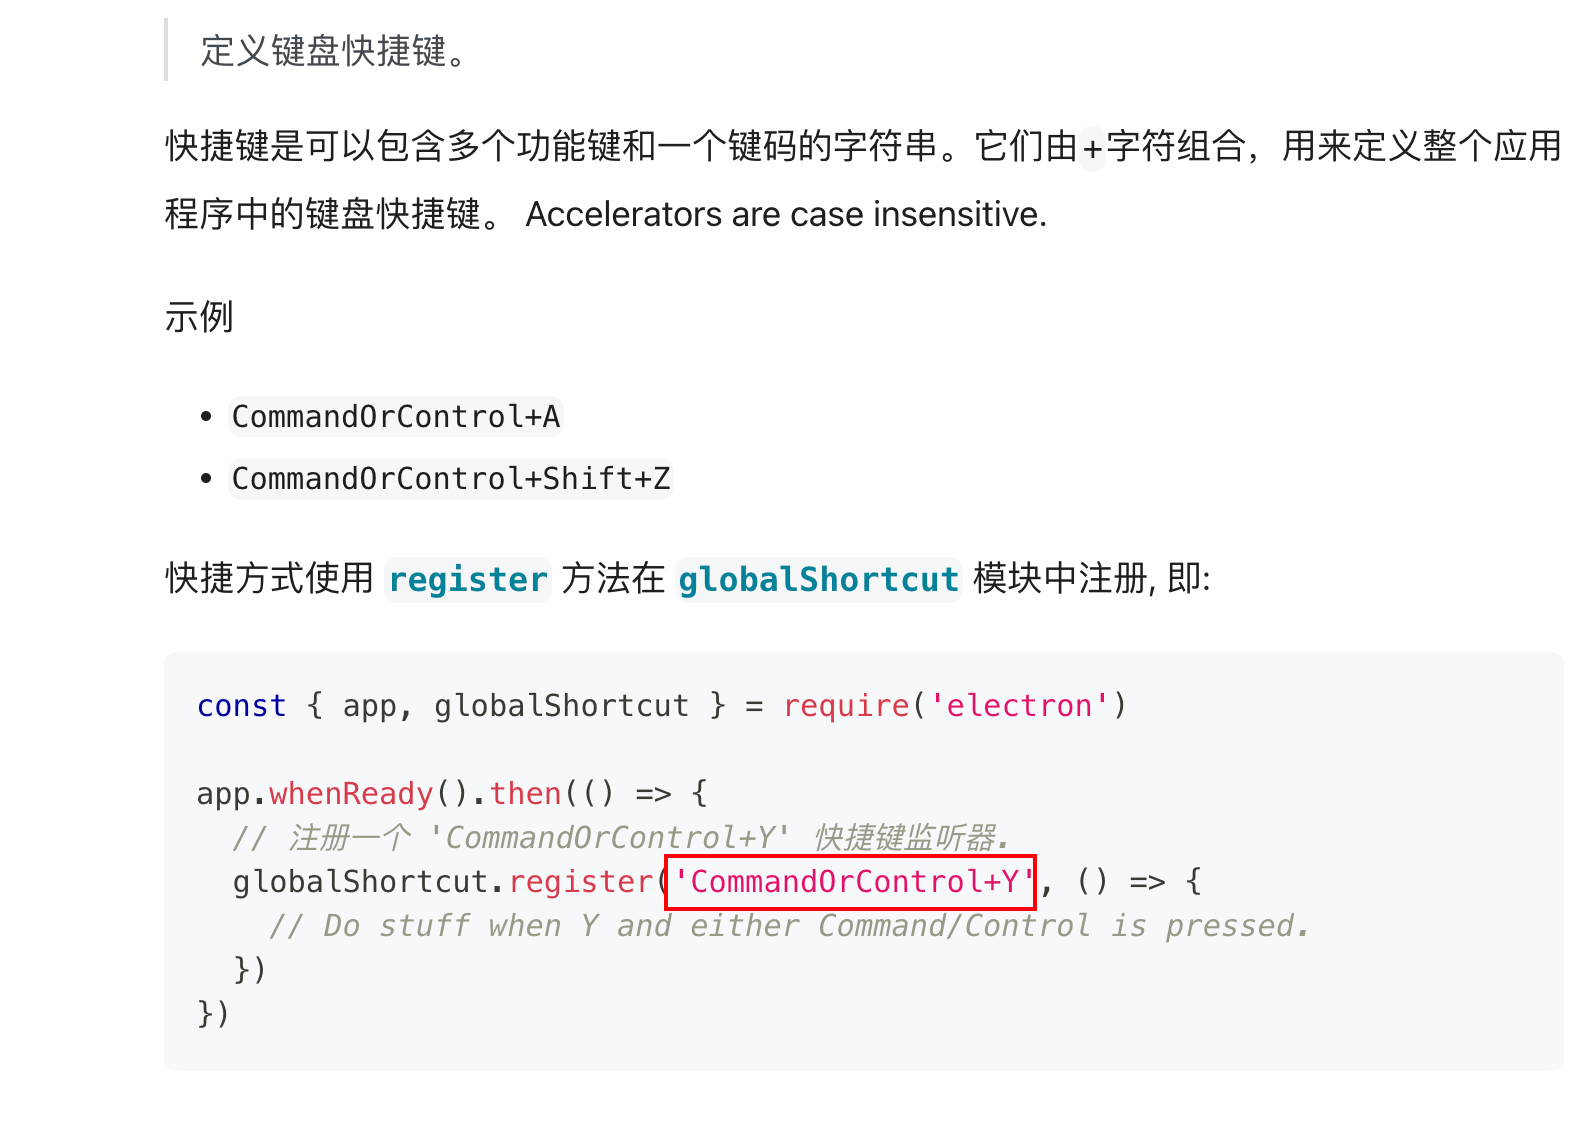 定义键盘快捷键。
快捷键是可以包含多个功能键和一个键码的字符串。它们由+字符组合，用来定义整个应用
程序中的键盘快捷键。 Accelerators are case insensitive.
示例
• CommandOrControl+A
• CommandOrControl+Shift+Z
快捷方式使用 register 方法在 globalShortcut 模块中注册, 即:
const { app, globalShortcut } = require('electron')
app.whenReady().then(() => {
  // 注册一个 'CommandOrControl+Y' 快捷键监听器.
  globalShortcut.register('CommandOrControl+Y', () => {
    // Do stuff when Y and either Command/Control is pressed.
  })
})